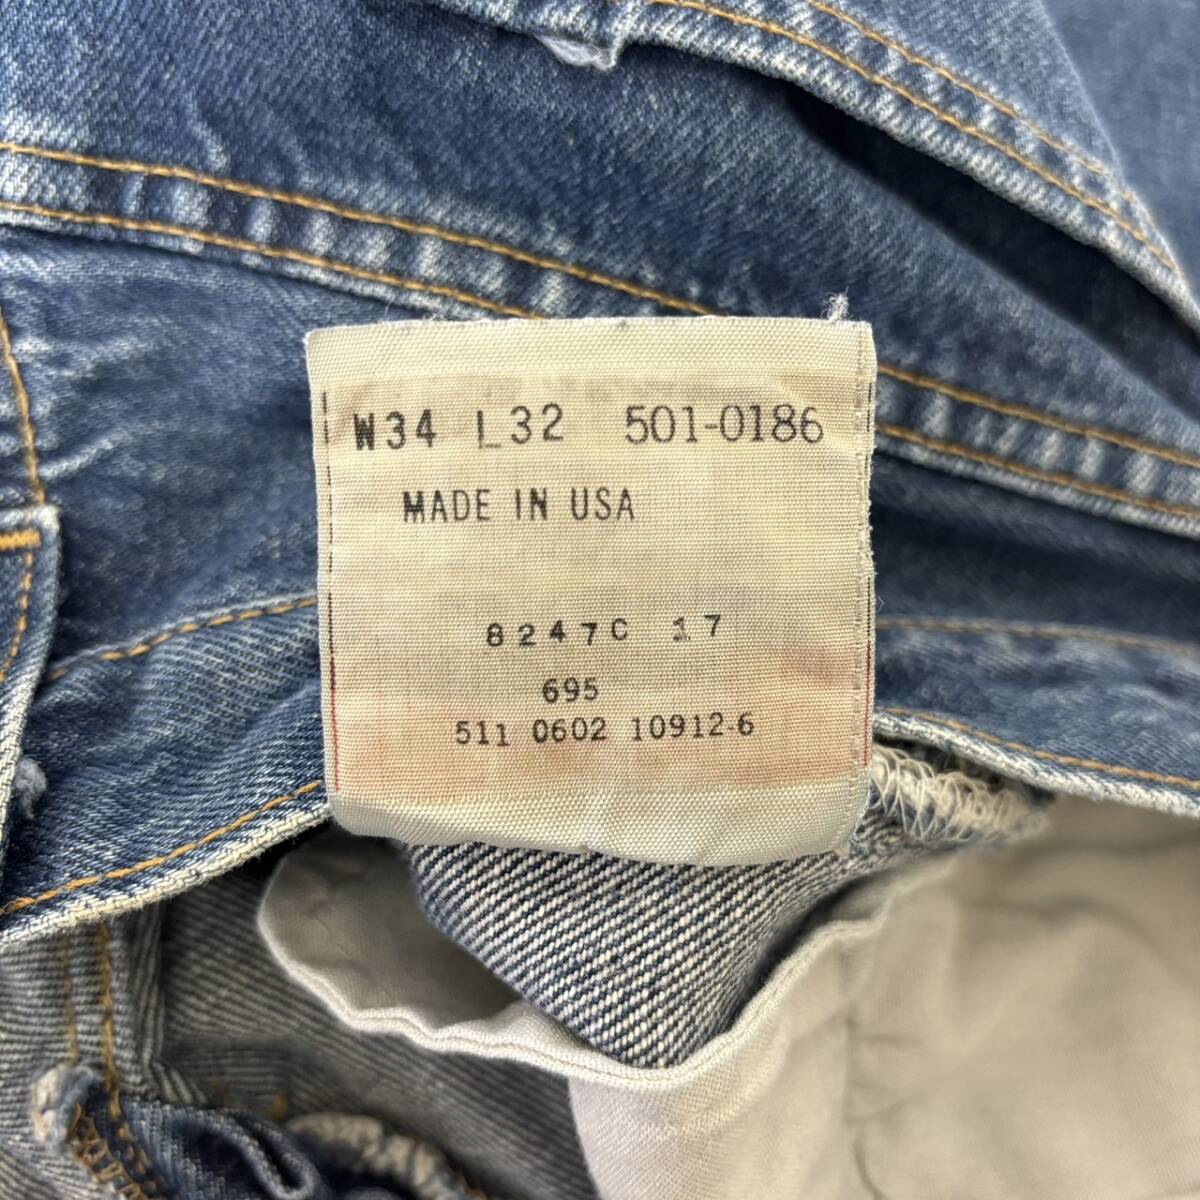 W34 L32 501-0186
MADE IN USA
8247C 17
695
511 0602 10912-6